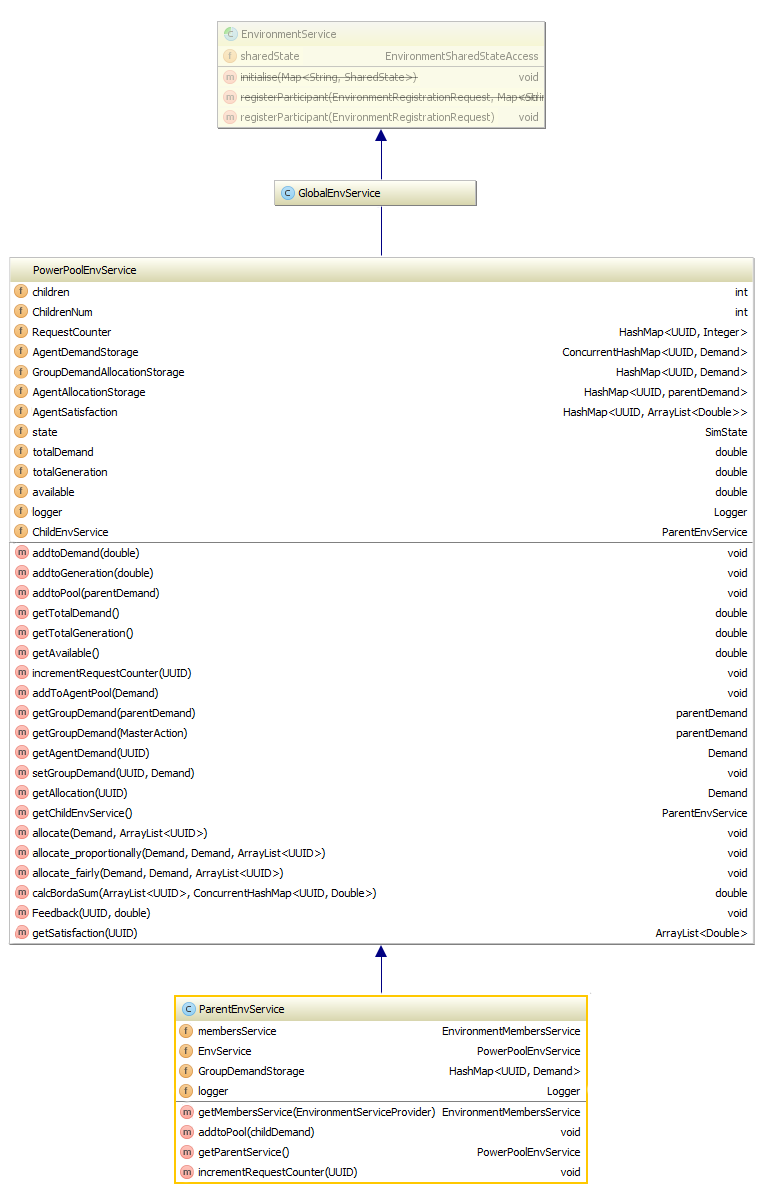 EnvironmentService
sharedState EnvironmentSharedStateAccess
initialise(Map<String, SharedState>) void
registerParticipant(EnvironmentRegistrationRequest, Map
registerParticipant(EnvironmentRegistrationRequest) void
GlobalEnvService
PowerPoolEnvService
children int
ChildrenNum int
RequestCounter HashMap<UUID, Integer>
AgentDemandStorage ConcurrentHashMap<UUID, Demand>
GroupDemandAllocationStorage HashMap<UUID, Demand>
AgentAllocationStorage HashMap<UUID, parentDemand>
AgentSatisfaction HashMap<UUID, ArrayList<Double>>
state SimState
totalDemand double
totalGeneration double
available double
logger Logger
ChildEnvService ParentEnvService
addtoDemand(double) void
addtoGeneration(double) void
addtoPool(parentDemand) void
getTotalDemand() double
getTotalGeneration() double
getAvailable() double
incrementRequestCounter(UUID) void
addToAgentPool(Demand) void
getGroupDemand(parentDemand) parentDemand
getGroupDemand(MasterAction) parentDemand
getAgentDemand(UUID) Demand
setGroupDemand(UUID, Demand) void
getAllocation(UUID) Demand
getChildEnvService() ParentEnvService
allocate(Demand, ArrayList<UUID>) void
allocate_proportionally(Demand, Demand, ArrayList<UUID>) void
allocate_fairly(Demand, Demand, ArrayList<UUID>) void
calcBordaSum(ArrayList<UUID>, ConcurrentHashMap<UUID, Double>) double
Feedback(UUID, double) void
getSatisfaction(UUID) ArrayList<Double>
ParentEnvService
membersService EnvironmentMembersService
EnvService PowerPoolEnvService
GroupDemandStorage HashMap<UUID, Demand>
logger Logger
getMembersService(EnvironmentServiceProvider) EnvironmentMembersService
addtoPool(childDemand) void
getParentService() PowerPoolEnvService
incrementRequestCounter(UUID) void